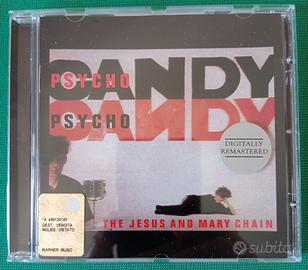 PSYCHO
CANDY
PSYCHO
CANDY
DIGITALLY
REMASTERED
DEST. VENDITA
NOLEG. VIETATO
WARNER MUSIC
THE JESUS AND MARY CHAIN
subito